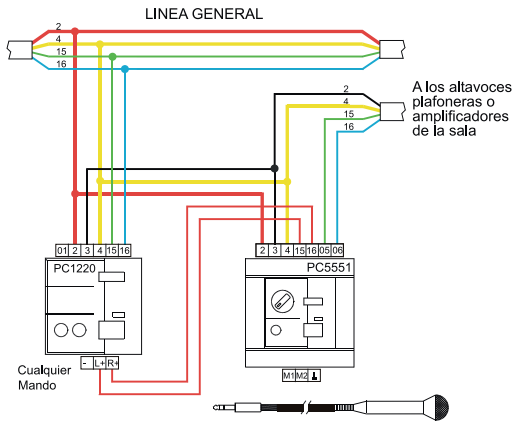 LINEA GENERAL
2
4
15
16
2
4
15
16
A los altavoces
plafoneras o
amplificadores
de la sala
01 2 3 4 15 16
2 3 4 15 16 05 06
PC1220
PC5551
- L+ R+
M1 M2
Cualquier
Mando